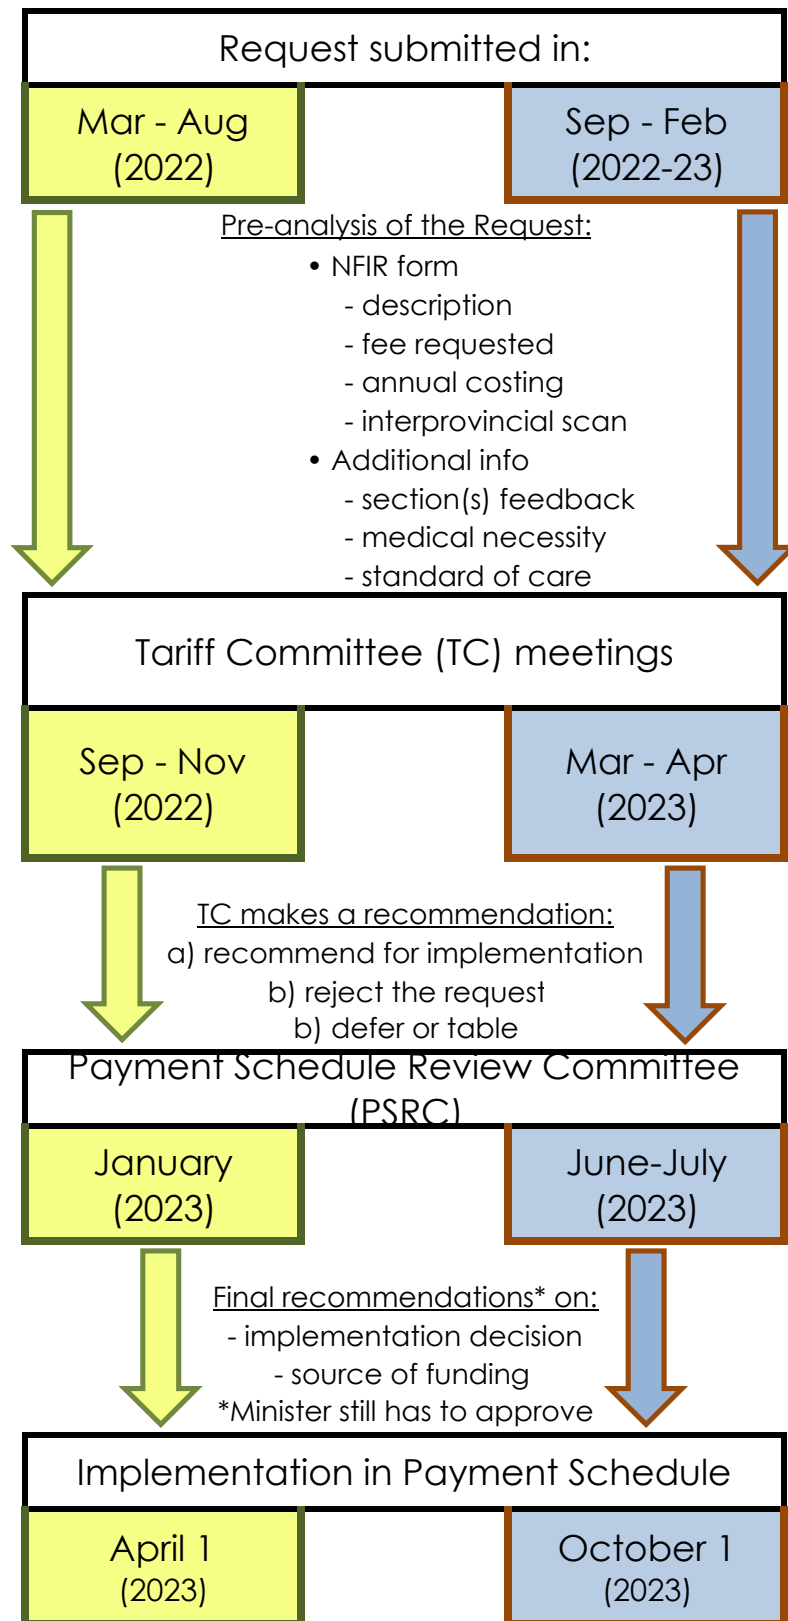 Request submitted in:
Mar - Aug
(2022)
Sep - Feb
(2022-23)
Pre-analysis of the Request:
• NFIR form
- description
- fee requested
- annual costing
- interprovincial scan
• Additional info
- section(s) feedback
- medical necessity
- standard of care
Tariff Committee (TC) meetings
Sep - Nov
(2022)
Mar - Apr
(2023)
TC makes a recommendation:
a) recommend for implementation
b) reject the request
b) defer or table
Payment Schedule Review Committee
(PSRC)
January
(2023)
June-July
(2023)
Final recommendations* on:
- implementation decision
- source of funding
*Minister still has to approve
Implementation in Payment Schedule
April 1
(2023)
October 1
(2023)